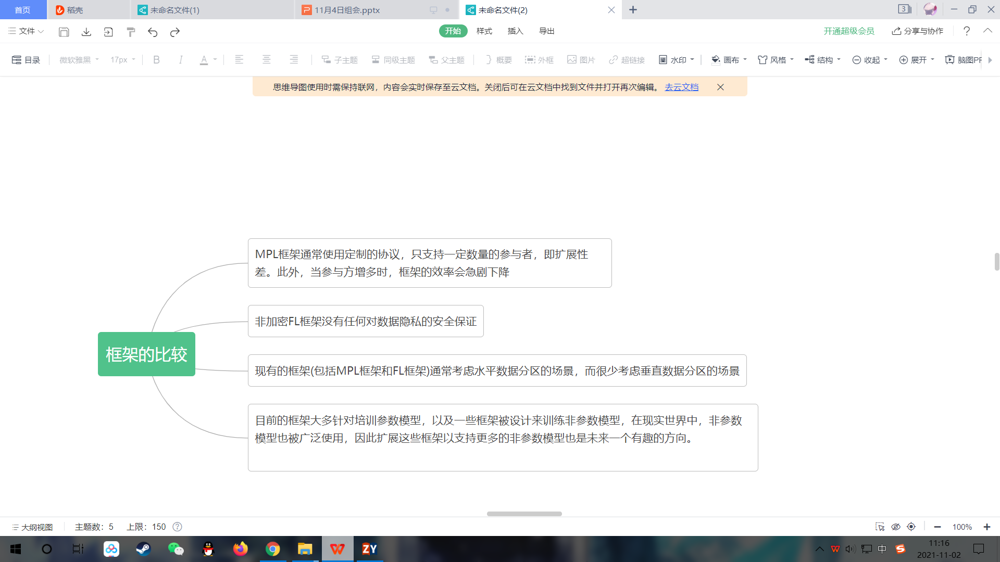 首页
稻壳
未命名文件(1)
11月4日组会.pptx
未命名文件(2)
3
文件
开始
样式
插入
导出
开通超级会员
分享与协作
目录
微软雅黑
17px
B
I
A
子主题
同级主题
父主题
概要
外框
图片
超链接
水印
画布
风格
结构
收起
展开
脑图PP
思维导图使用时需保持联网，内容会实时保存至云文档。关闭后可在云文档中找到文件并打开再次编辑。 去云文档
MPL框架通常使用定制的协议，只支持一定数量的参与者，即扩展性
差。此外，当参与方增多时，框架的效率会急剧下降
非加密FL框架没有任何对数据隐私的安全保证
框架的比较
现有的框架(包括MPL框架和FL框架)通常考虑水平数据分区的场景，而很少考虑垂直数据分区的场景
目前的框架大多针对培训参数模型，以及一些框架被设计来训练非参数模型，在现实世界中，非参数
模型也被广泛使用，因此扩展这些框架以支持更多的非参数模型也是未来一个有趣的方向。
大纲视图
主题数：5
上限：150
100%
ZY
中
11:16
2021-11-02